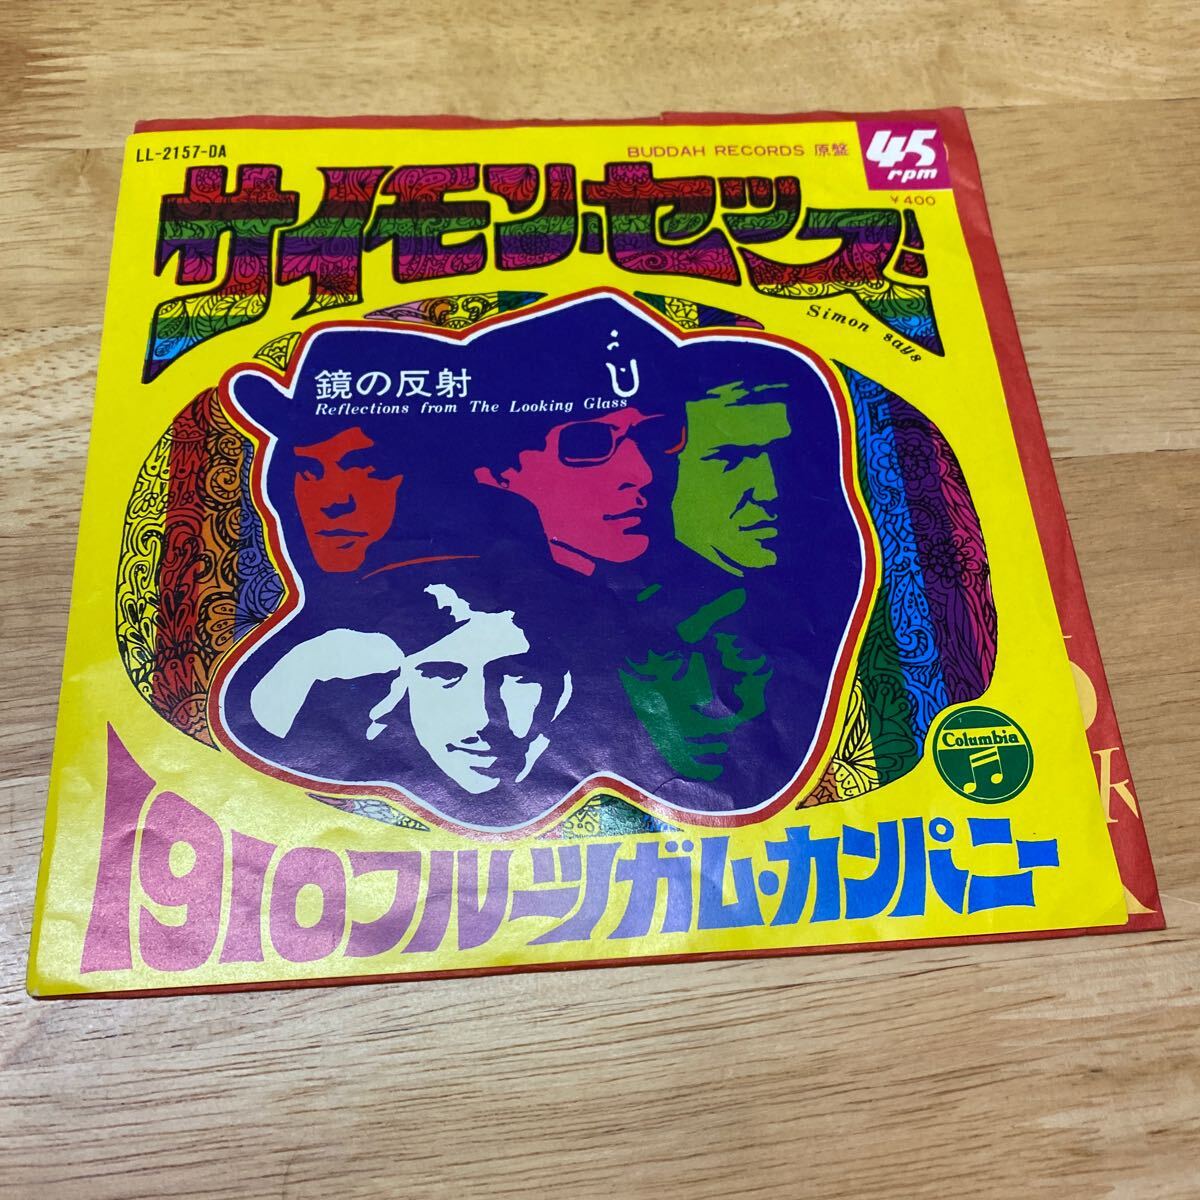 LL-2157-DA
BUDDAH RECORDS 原盤
45
rpm
¥400
サイモン・セッズ
Simon says
鏡の反射
Reflections from The Looking Glass
Columbia
1910フルーツガム・カンパニー